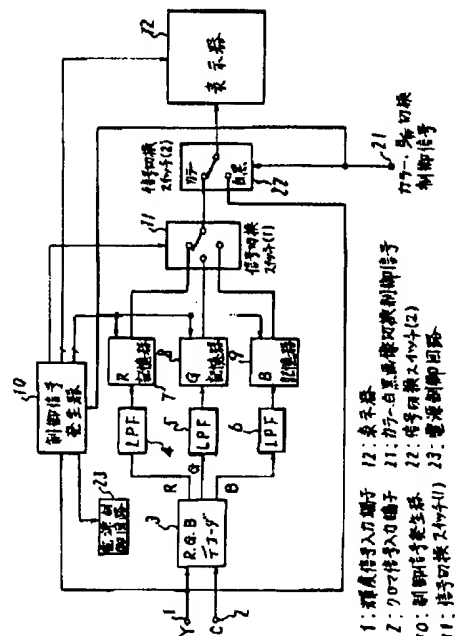 12
表示器
信号切換
スイッチ(2)
カラー
白黒
22
21
カラー、B/W切換
制御信号
11
信号切換
スイッチ(1)
10
制御信号
発生器
R
記憶器
7
G
記憶器
8
B
記憶器
9
LPF
4
LPF
5
LPF
6
R
G
B
23
電源制
御回路
3
R.G.B
デコーダ
Y
1
C
2
1:輝度信号入力端子
2:クロマ信号入力端子
10:制御信号発生器
11:信号切換スイッチ(1)
12:表示器
21:カラー白黒画像切換制御信号
22:信号切換スイッチ(2)
23:電源制御回路